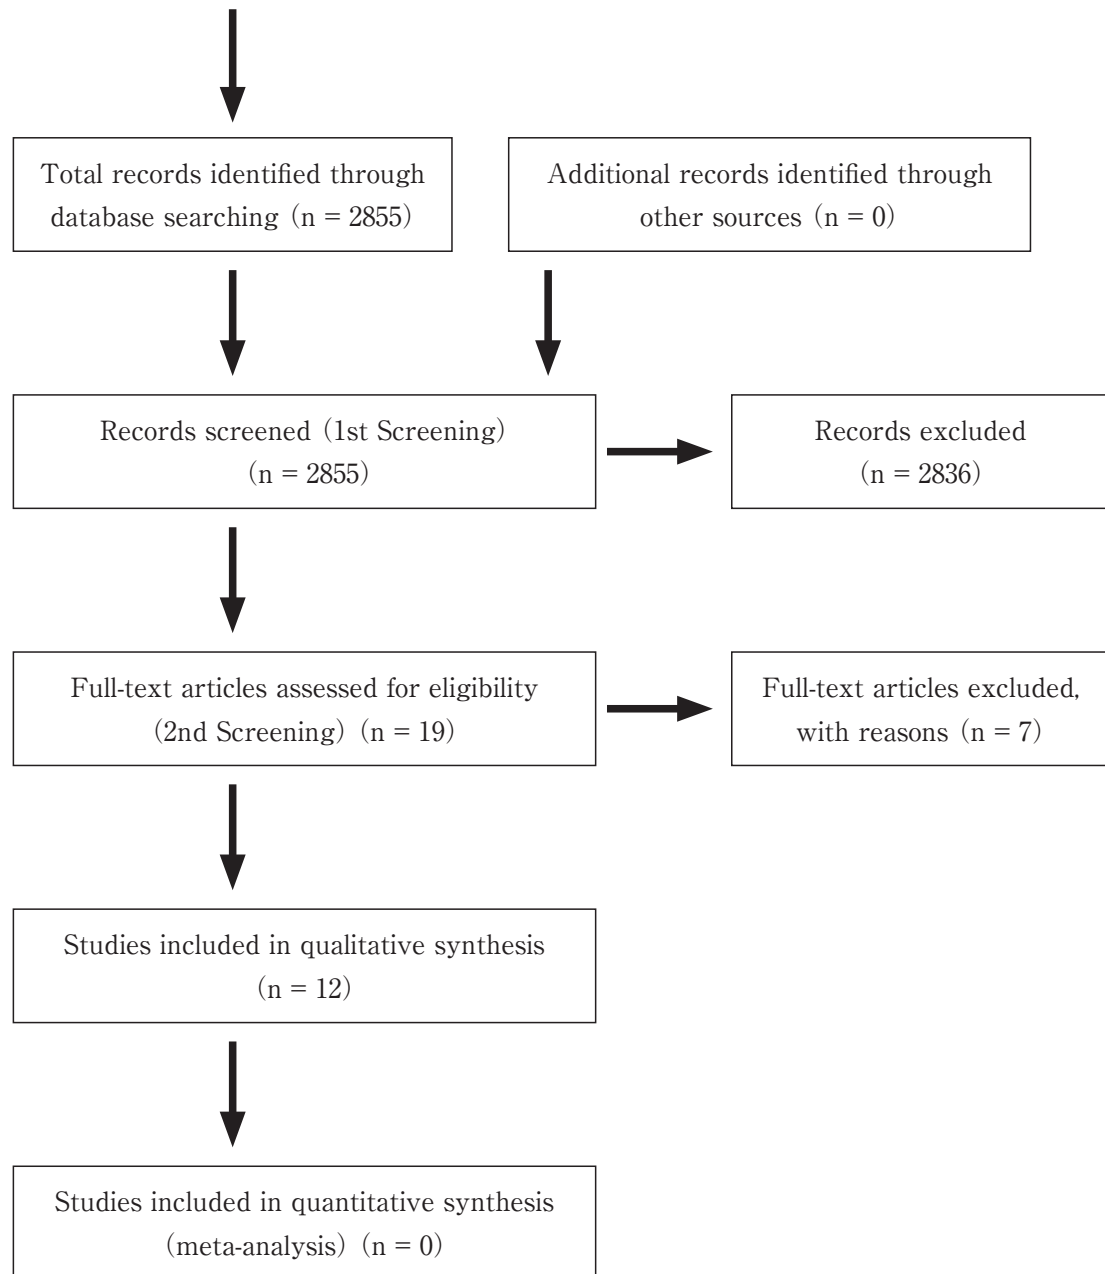 Total records identified through
database searching (n = 2855)
Additional records identified through
other sources (n = 0)
Records screened (1st Screening)
(n = 2855)
Records excluded
(n = 2836)
Full-text articles assessed for eligibility
(2nd Screening) (n = 19)
Full-text articles excluded,
with reasons (n = 7)
Studies included in qualitative synthesis
(n = 12)
Studies included in quantitative synthesis
(meta-analysis) (n = 0)